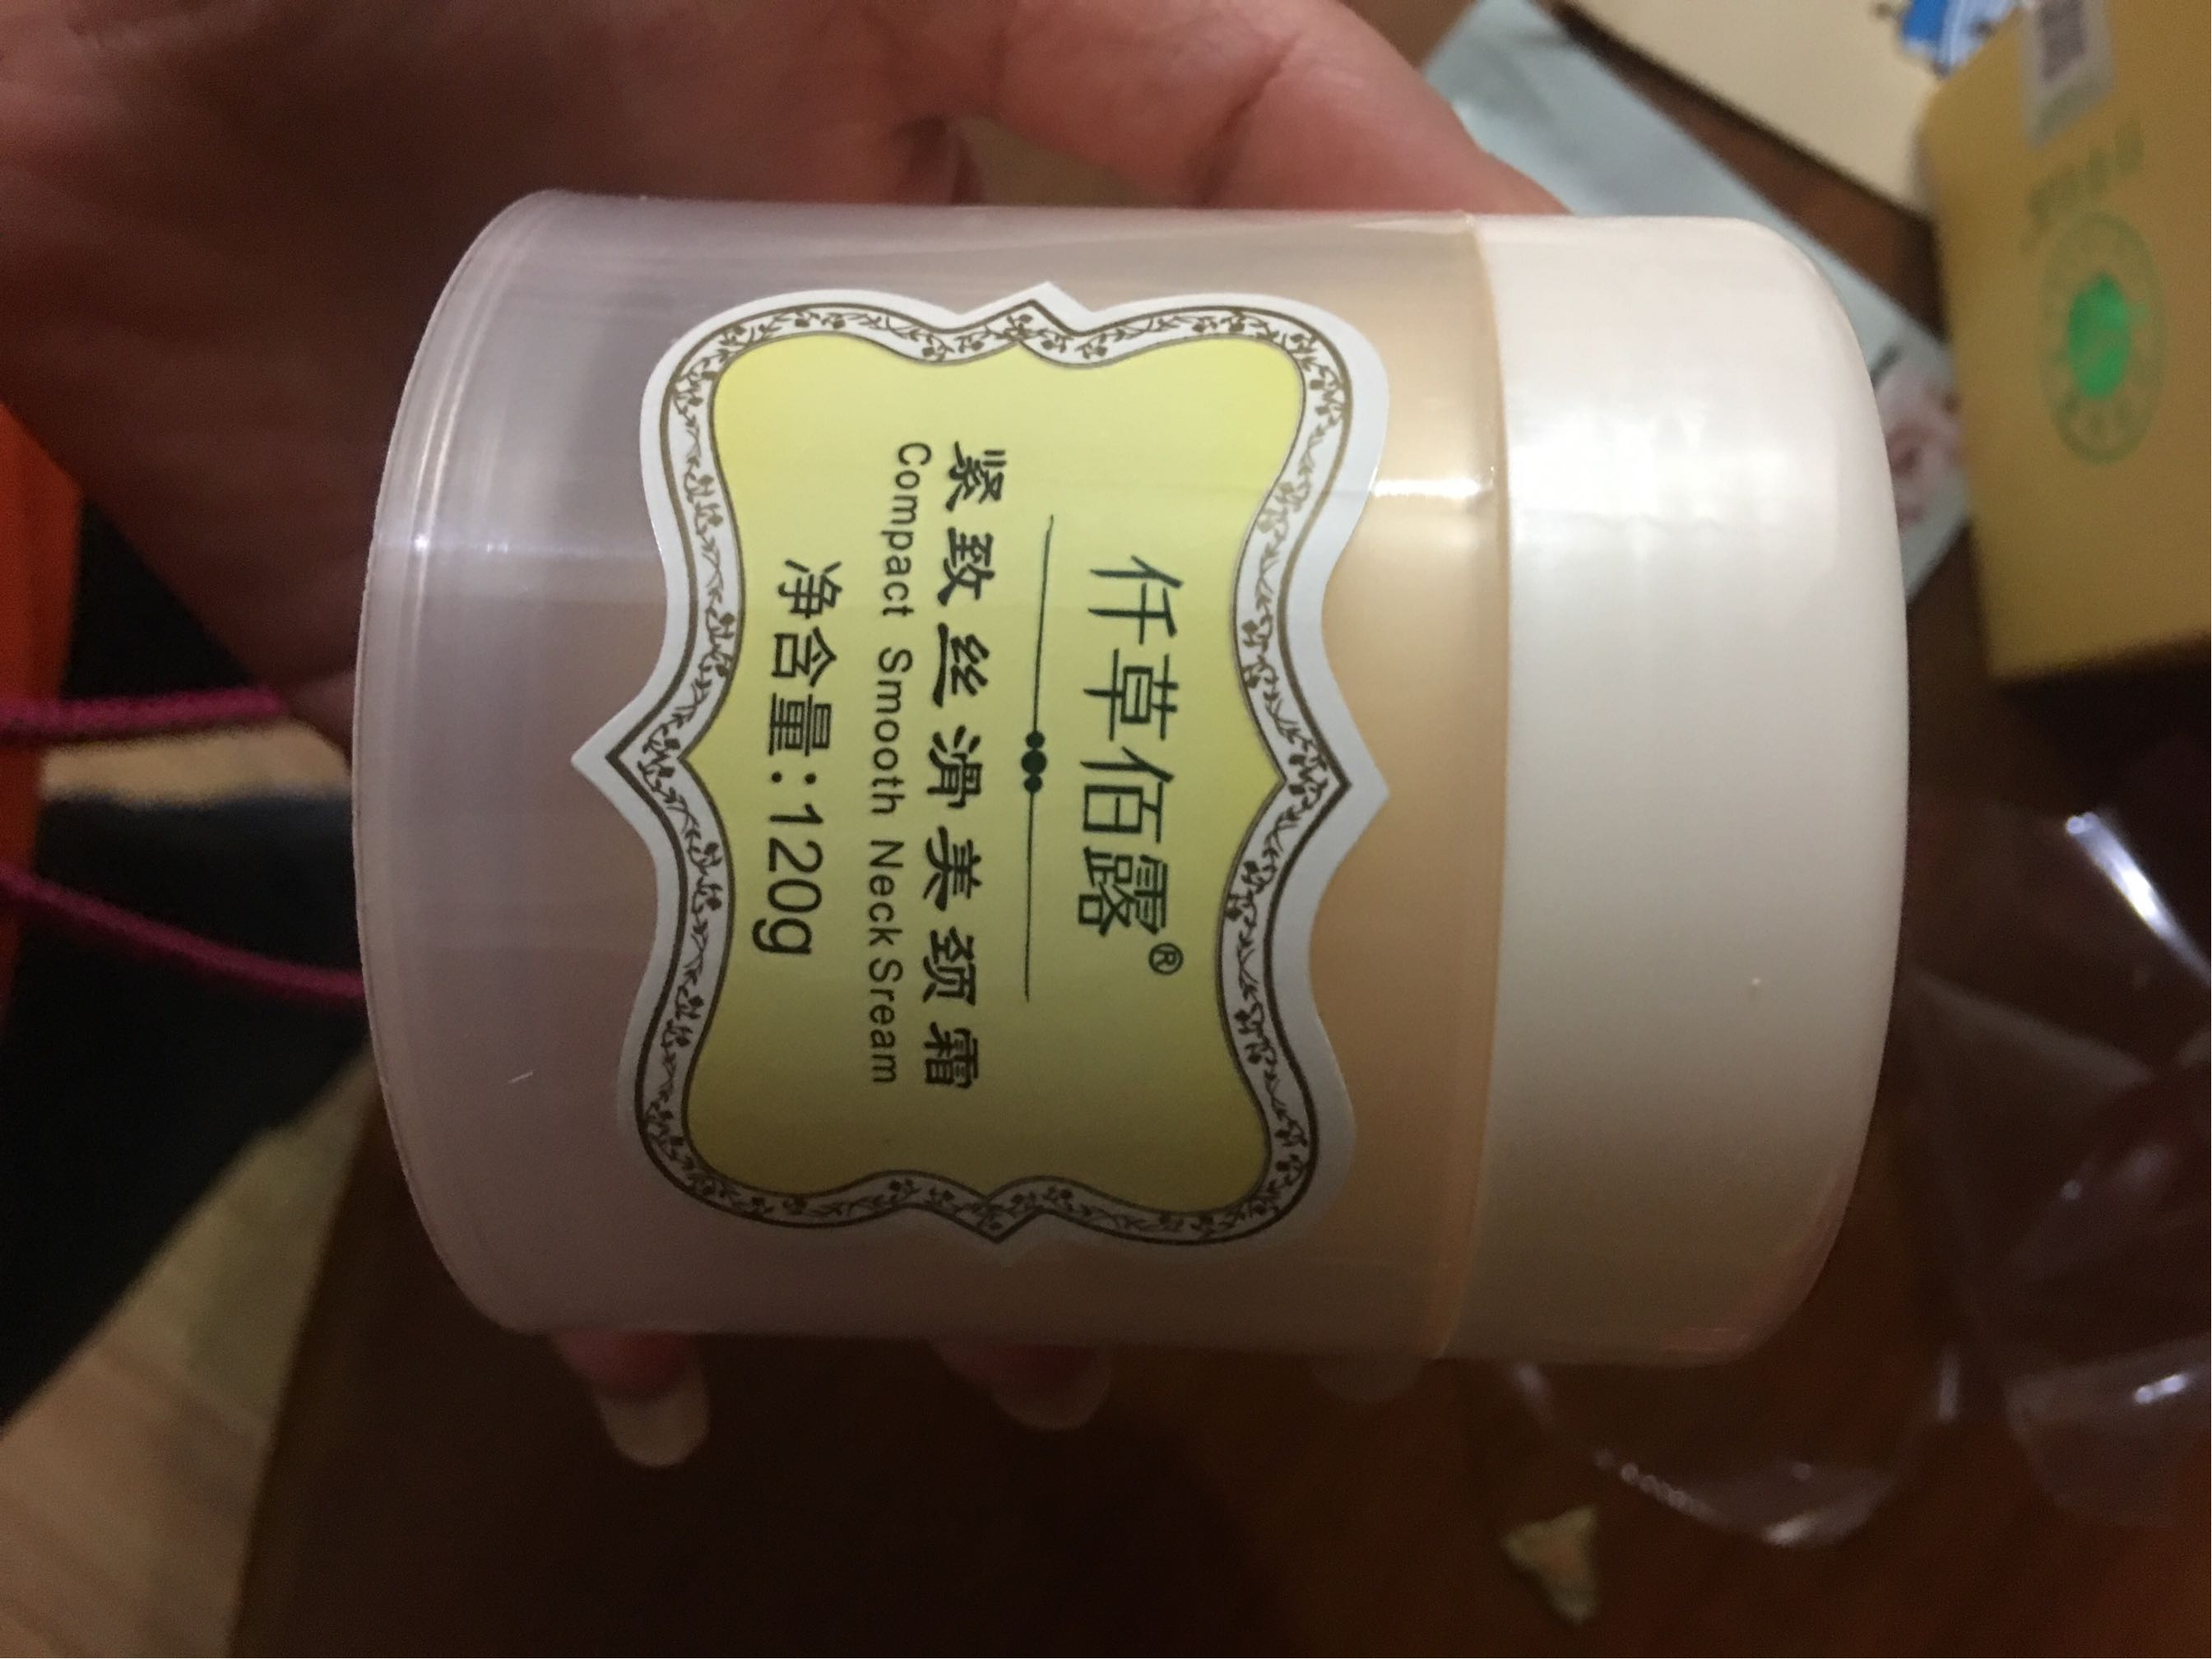 仟草佰露®
紧致丝滑美颈霜
Compact Smooth Neck Sream
净含量:120g